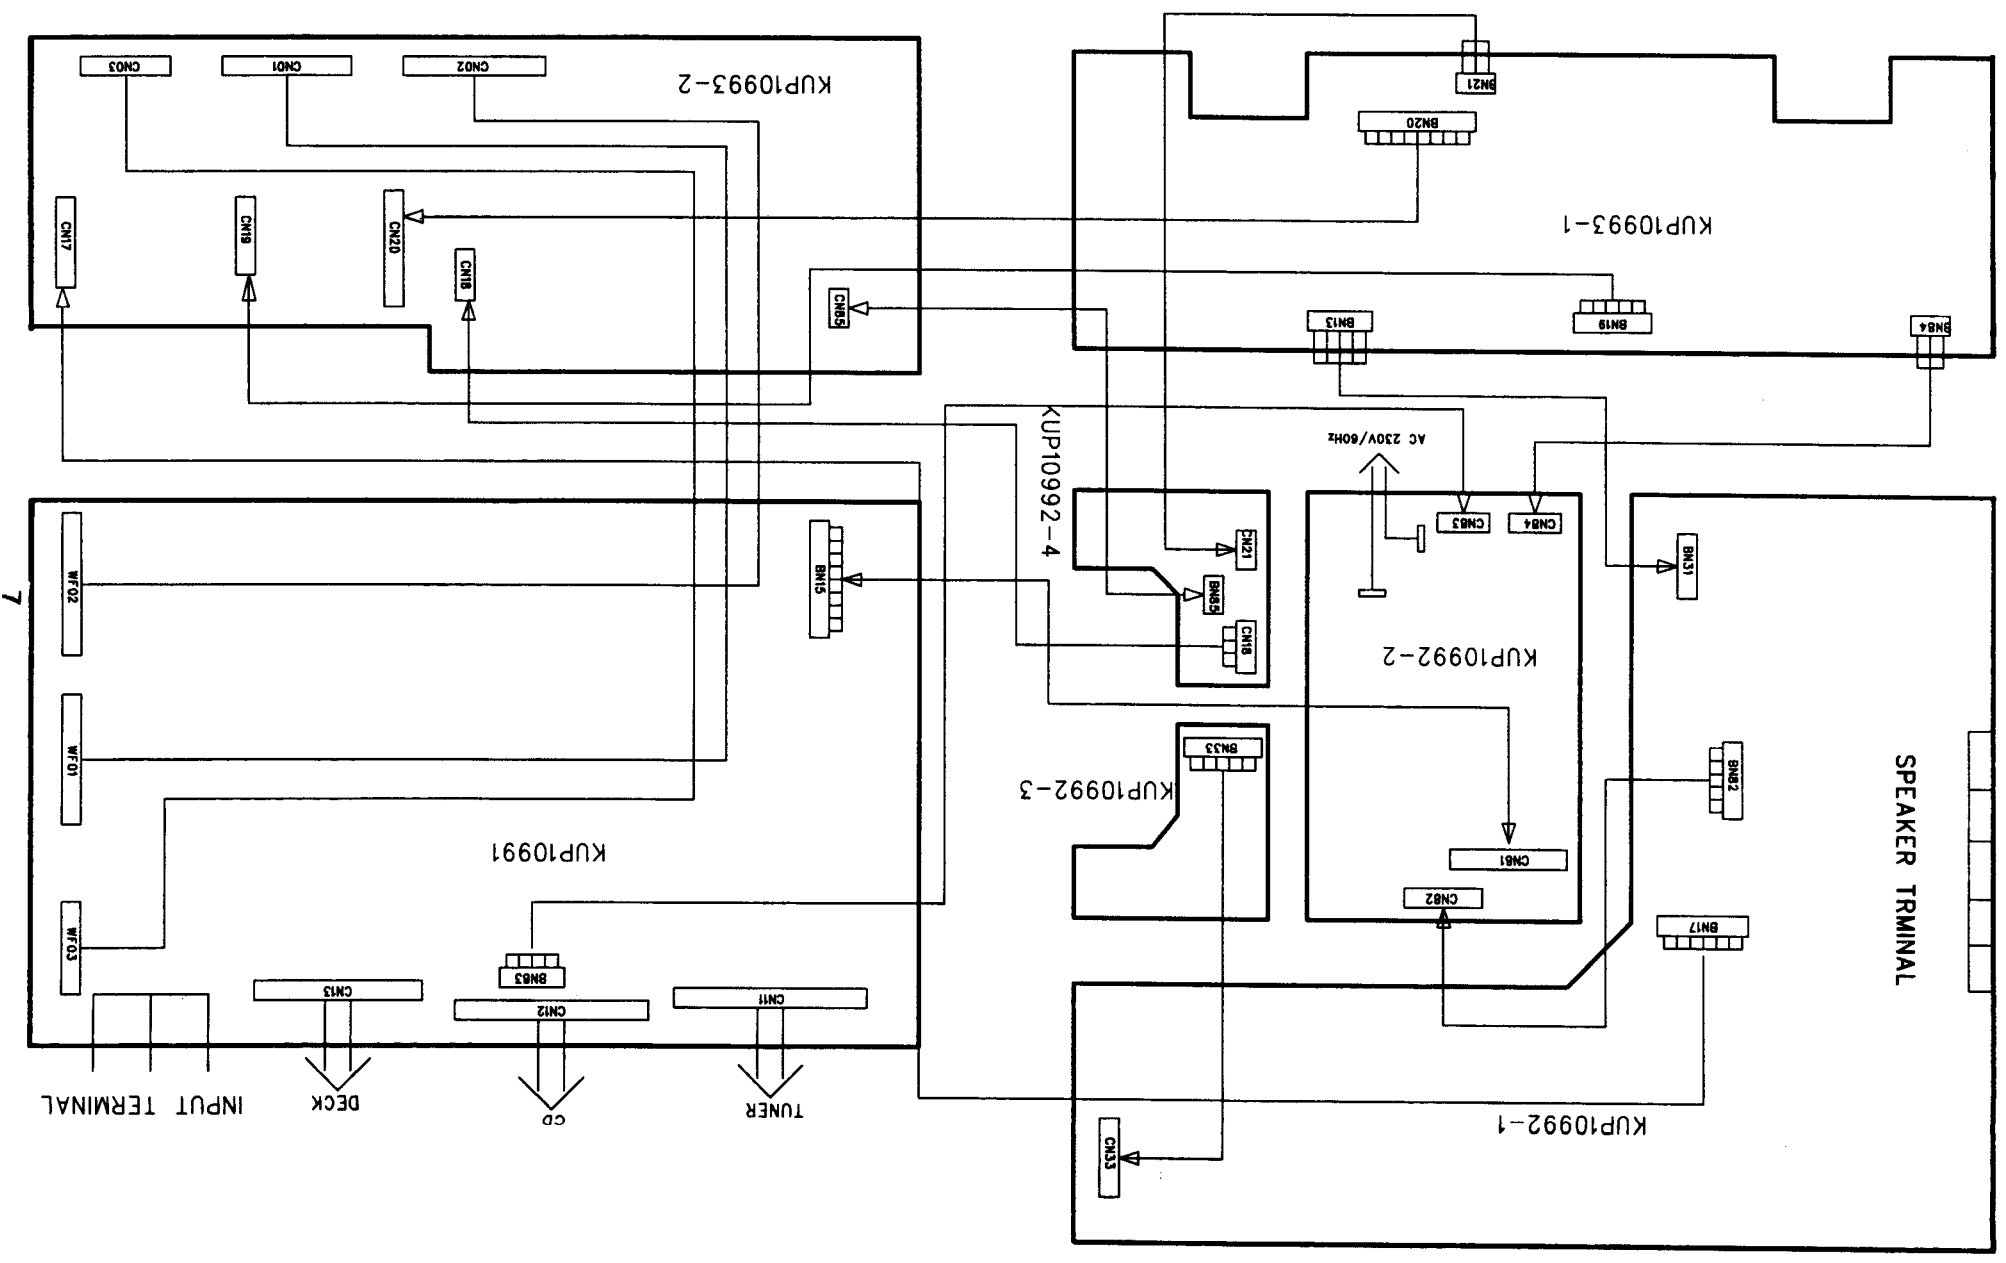 CN03
CN01
CN02
KUP10993-2
CN17
CN19
CN20
CN18
CN85
BN21
BN20
KUP10993-1
BN13
BN19
BN84
KUP10992-4
AC 230V/60Hz
CN21
BN85
CN18
CN83
CN84
KUP10992-2
CN81
CN82
BN31
BN82
BN17
SPEAKER TRMINAL
KUP10992-1
BN33
KUP10992-3
CN33
WF02
WF01
WF03
BN15
KUP10991
BN83
CN13
CN12
CN11
INPUT TERMINAL
DECK
CD
TUNER
7